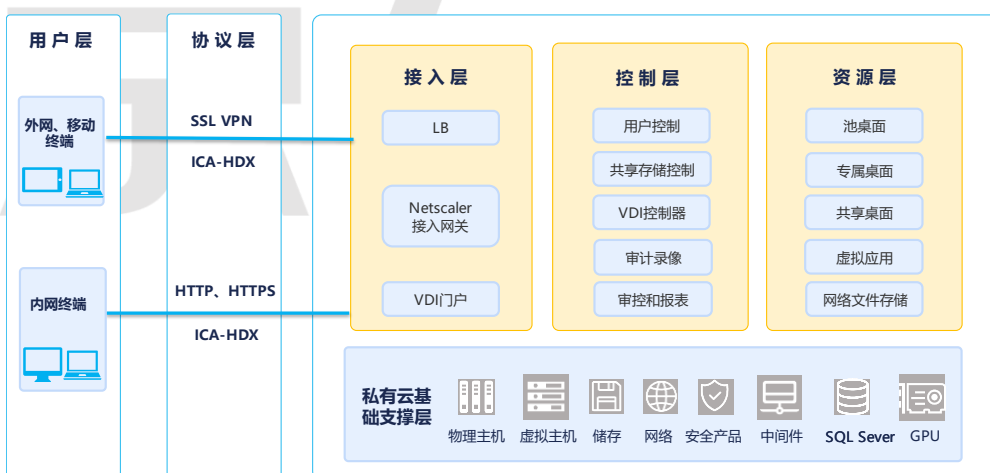 用户层
外网、移动
终端
内网终端
协议层
SSL VPN
ICA-HDX
HTTP、HTTPS
ICA-HDX
接入层
LB
Netscaler
接入网关
VDI门户
控制层
用户控制
共享存储控制
VDI控制器
审计录像
审控和报表
资源层
池桌面
专属桌面
共享桌面
虚拟应用
网络文件存储
私有云基
础支撑层
物理主机
虚拟主机
储存
网络
安全产品
中间件
SQL Sever
GPU